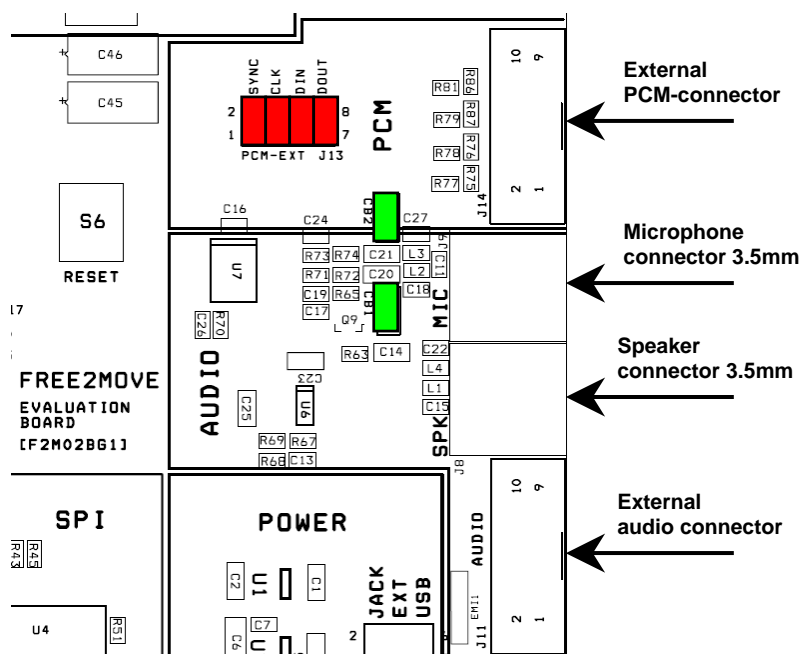 C46
C45
SYNC
CLK
DIN
DOUT
2
8
1
7
PCM-EXT J13
PCM
R81
R86
R79
R87
R78
R76
R77
R75
10
9
2
1
J14
External
PCM-connector
S6
RESET
C16
U7
C26
R70
C24
CB2
C27
R73
R74
C21
L3
R71
R72
C20
L2
C11
C19
R65
C18
C17
CB1
Q9
MIC
Microphone
connector 3.5mm
17
AUDIO
R63
C14
C22
L4
L1
C15
SPK
J8
Speaker
connector 3.5mm
C23
U6
C25
R69
R67
R68
C13
FREE2MOVE
EVALUATION
BOARD
[F2M02BG1]
SPI
R43
R45
U4
R51
POWER
C2
U1
C1
C7
C6
U
JACK
EXT
USB
2
EMI1
AUDIO
J11
10
9
2
1
External
audio connector